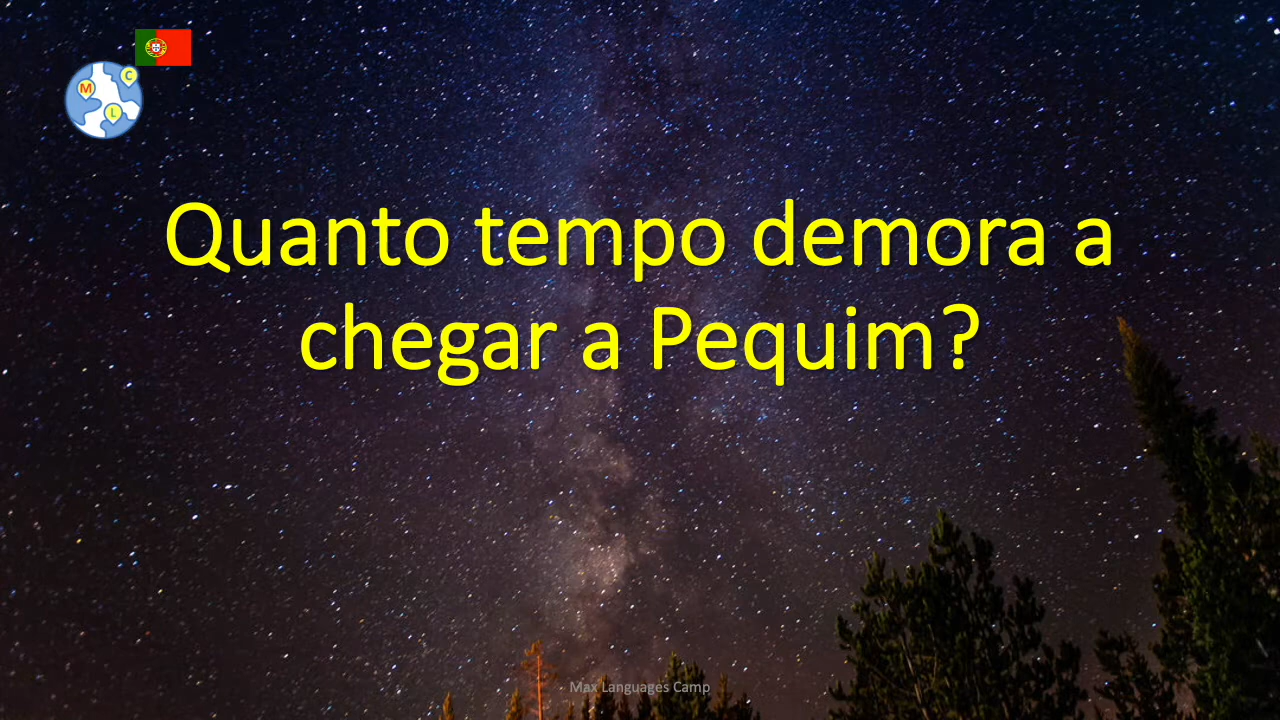 C
M
L
Quanto tempo demora a
chegar a Pequim?
Max Languages Camp